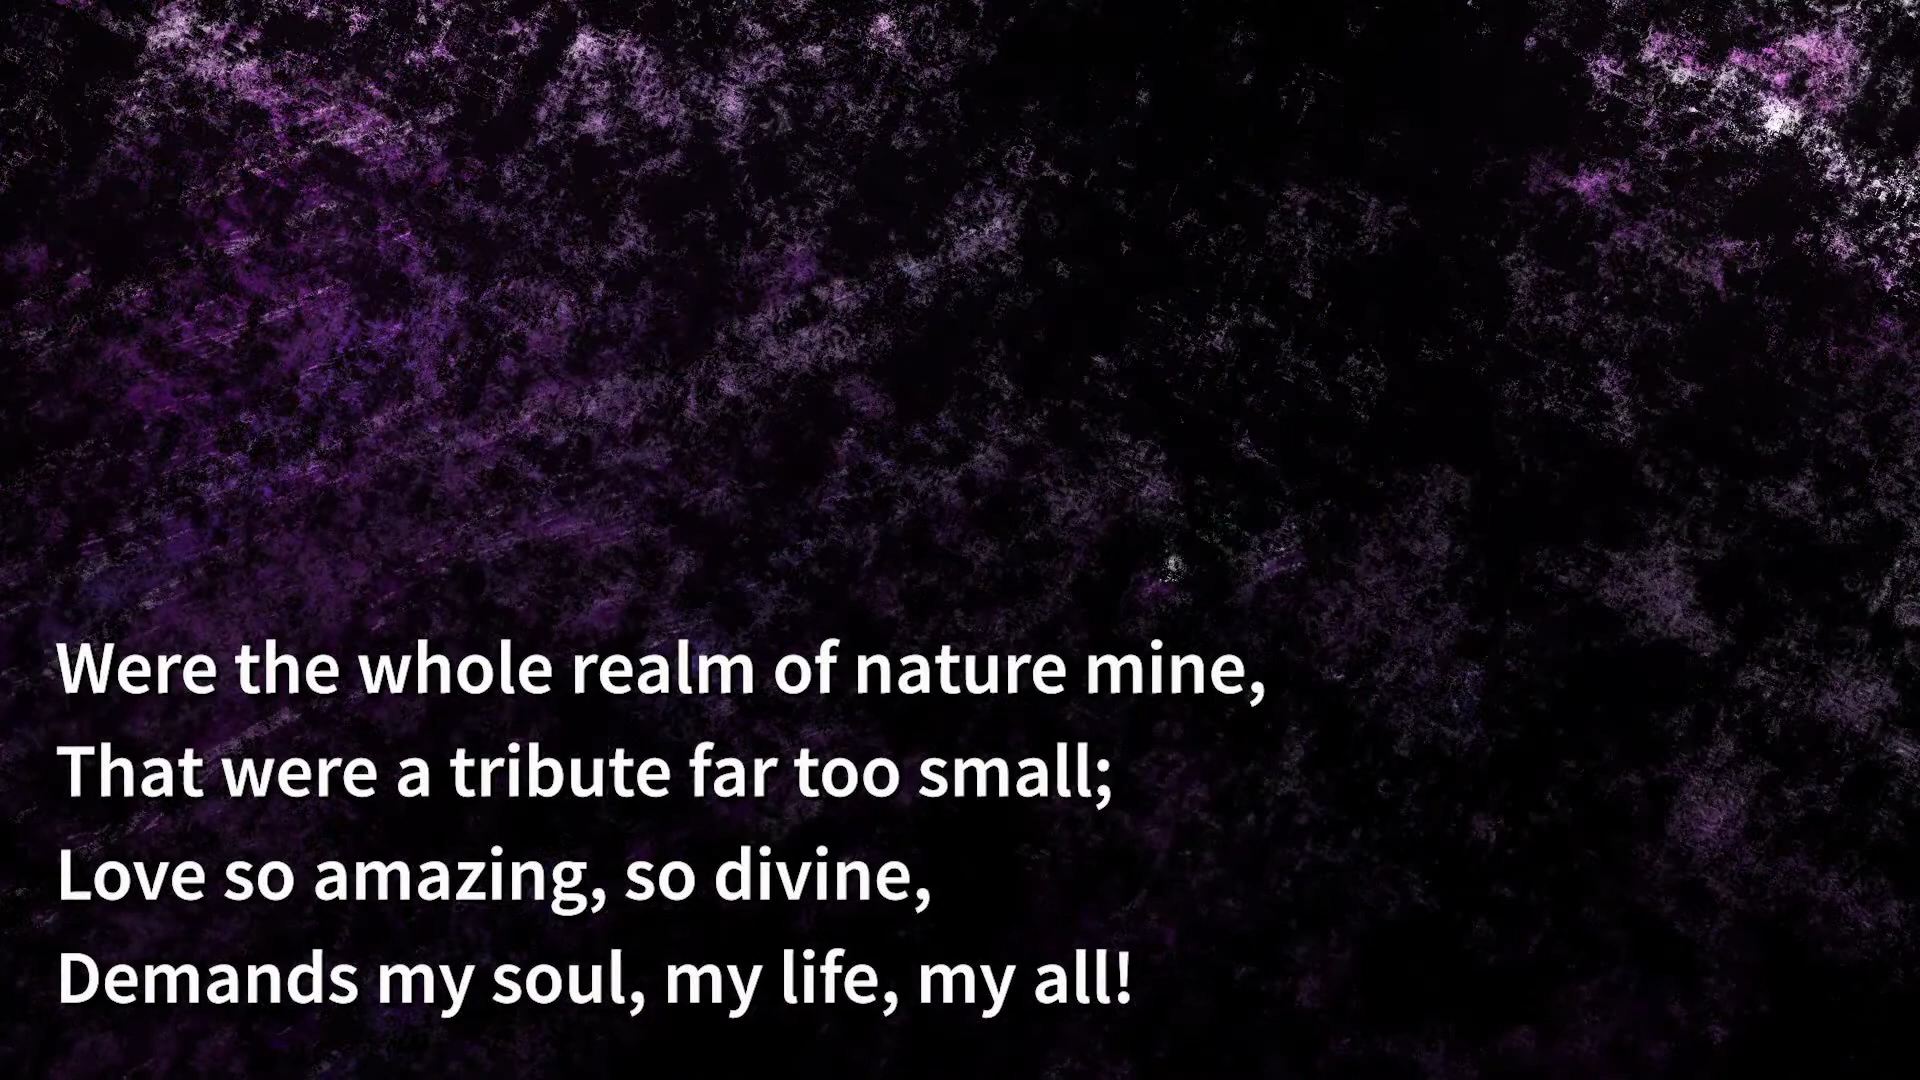 Were the whole realm of nature mine,
That were a tribute far too small;
Love so amazing, so divine,
Demands my soul, my life, my all!